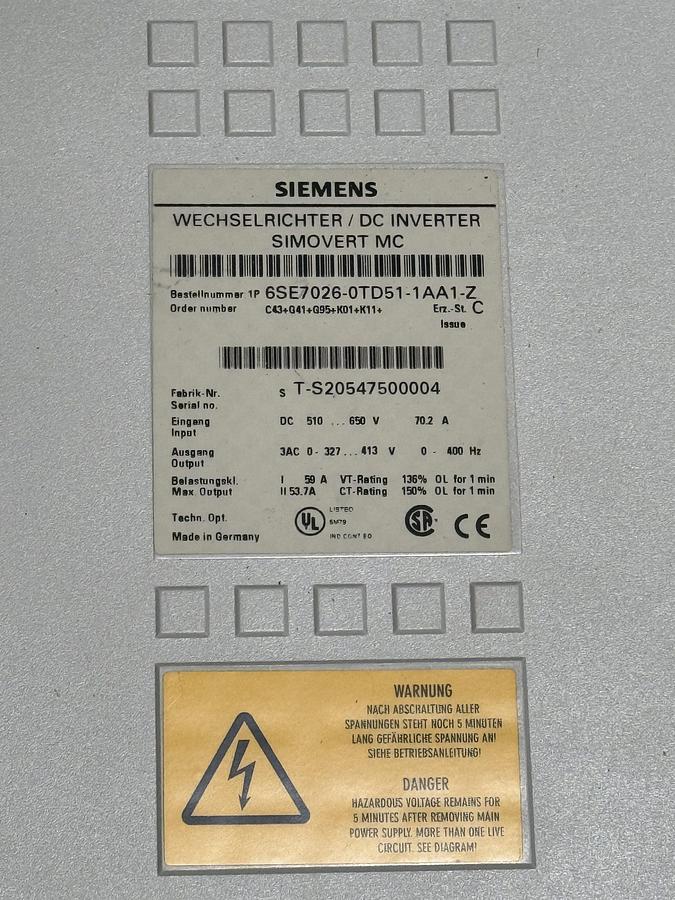 SIEMENS
WECHSELRICHTER / DC INVERTER
SIMOVERT MC
Bestellnummer 1P 6SE7026-0TD51-1AA1-Z
Order number C43+G41+G95+K01+K11+ Erz.-St. C
Issue
Fabrik-Nr. S T-S20547500004
Serial no.
Eingang DC 510 ... 650 V 70.2 A
Input
Ausgang 3AC 0 - 327 ... 413 V 0 - 400 Hz
Output
Belastungskl. I 59 A VT-Rating 136% OL for 1 min
Max. Output II 53.7A CT-Rating 150% OL for 1 min
Techn. Opt. UL LISTED SA CE
5M79
Made in Germany IND CONT EQ
WARNUNG
NACH ABSCHALTUNG ALLER
SPANNUNGEN STEHT NOCH 5 MINUTEN
LANG GEFÄHRLICHE SPANNUNG AN!
SIEHE BETRIEBSANLEITUNG!
DANGER
HAZARDOUS VOLTAGE REMAINS FOR
5 MINUTES AFTER REMOVING MAIN
POWER SUPPLY. MORE THAN ONE LIVE
CIRCUIT. SEE DIAGRAM!